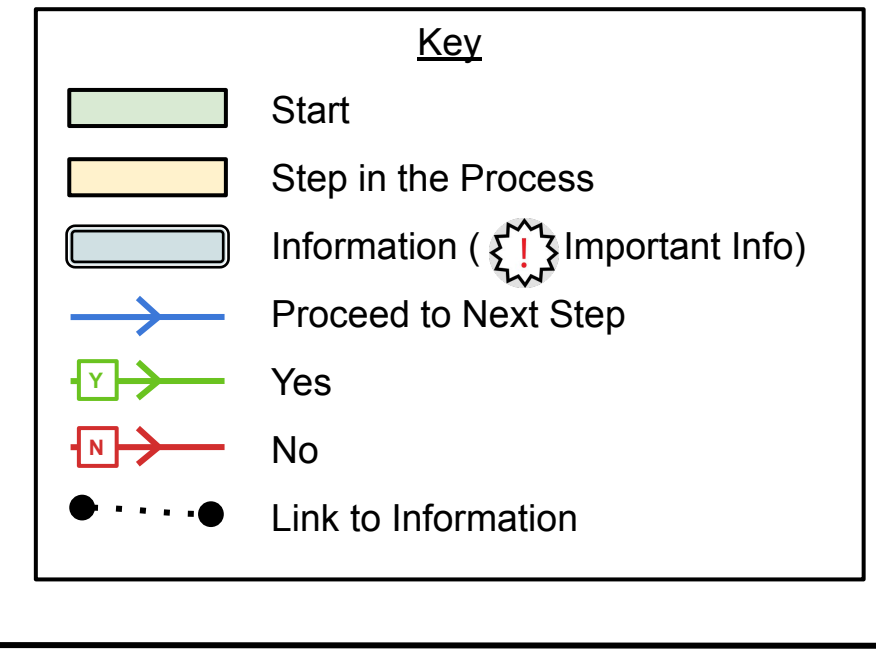 Key
Start
Step in the Process
Information ( ! Important Info)
Proceed to Next Step
Y Yes
N No
Link to Information